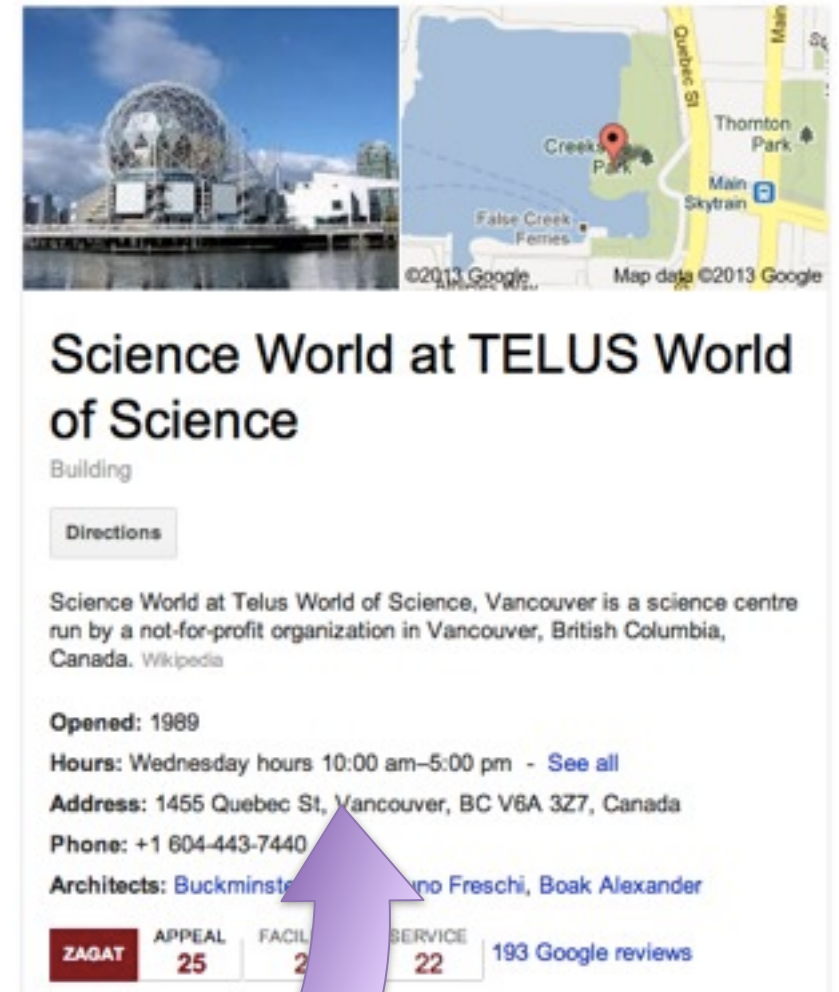 Main
Quebec St
Thornton
Park
Creeks
Park
Main
Skytrain
False Creek
Ferries
©2013 Google
Map data ©2013 Google
Science World at TELUS World
of Science
Building
Directions
Science World at Telus World of Science, Vancouver is a science centre
run by a not-for-profit organization in Vancouver, British Columbia,
Canada. Wikipedia
Opened: 1989
Hours: Wednesday hours 10:00 am–5:00 pm - See all
Address: 1455 Quebec St, Vancouver, BC V6A 3Z7, Canada
Phone: +1 604-443-7440
Architects: Freschi, Boak Alexander
ZAGAT
APPEAL
25
SERVICE
22
193 Google reviews